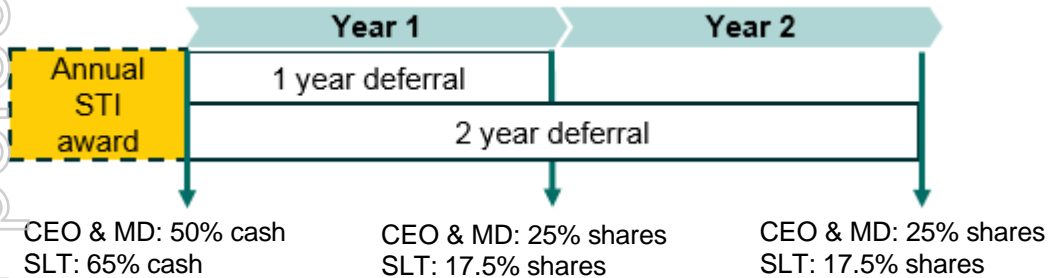 Year 1
Year 2
Annual
STI
award
1 year deferral
2 year deferral
CEO & MD: 50% cash
SLT: 65% cash
CEO & MD: 25% shares
SLT: 17.5% shares
CEO & MD: 25% shares
SLT: 17.5% shares